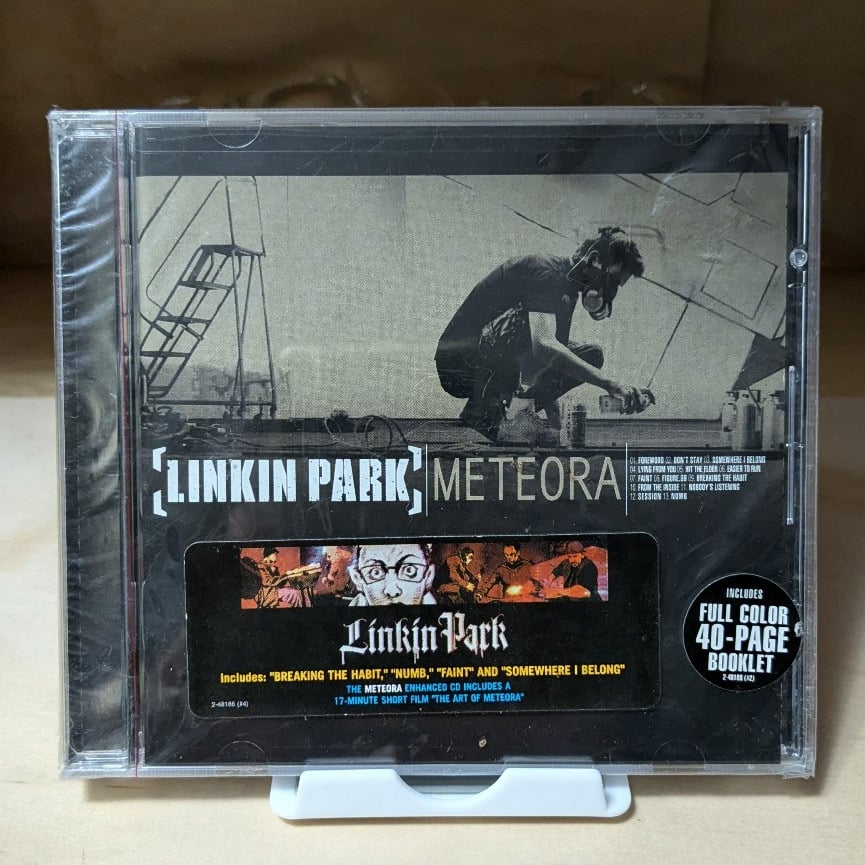 [LINKIN PARK]
METEORA
01. FOREWORD 02. DON'T STAY 03. SOMEWHERE I BELONG
04. LYING FROM YOU 05. HIT THE FLOOR 06. EASIER TO RUN
07. FAINT 08. FIGURE.09 09. BREAKING THE HABIT
10. FROM THE INSIDE 11. NOBODY'S LISTENING
12. SESSION 13. NUMB
Linkin Park
Includes: "BREAKING THE HABIT," "NUMB," "FAINT" AND "SOMEWHERE I BELONG"
THE METEORA ENHANCED CD INCLUDES A
17-MINUTE SHORT FILM "THE ART OF METEORA"
2-48186 (#4)
INCLUDES
FULL COLOR
40-PAGE
BOOKLET
2-48186 (#2)